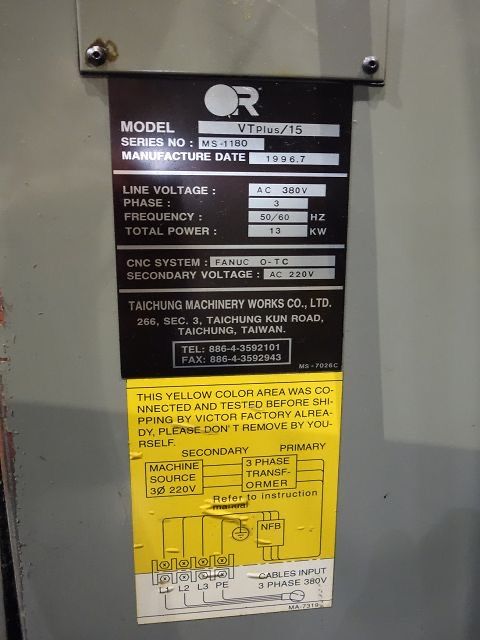 R
MODEL VTplus/15
SERIES NO : MS-1180
MANUFACTURE DATE 1996.7
LINE VOLTAGE : AC 380V
PHASE : 3
FREQUENCY : 50/60 HZ
TOTAL POWER : 13 KW
CNC SYSTEM : FANUC O-TC
SECONDARY VOLTAGE : AC 220V
TAICHUNG MACHINERY WORKS CO., LTD.
266, SEC. 3, TAICHUNG KUN ROAD,
TAICHUNG, TAIWAN.
TEL: 886-4-3592101
FAX: 886-4-3592943
MS-7026C
THIS YELLOW COLOR AREA WAS CO-
NNECTED AND TESTED BEFORE SHI-
PPING BY VICTOR FACTORY ALREA-
DY, PLEASE DON'T REMOVE BY YOU-
RSELF.
SECONDARY PRIMARY
MACHINE
SOURCE
3Ø 220V
3 PHASE
TRANSF-
ORMER
Refer to instruction
manual
NFB
L1 L2 L3 PE
CABLES INPUT
3 PHASE 380V
MA-7319